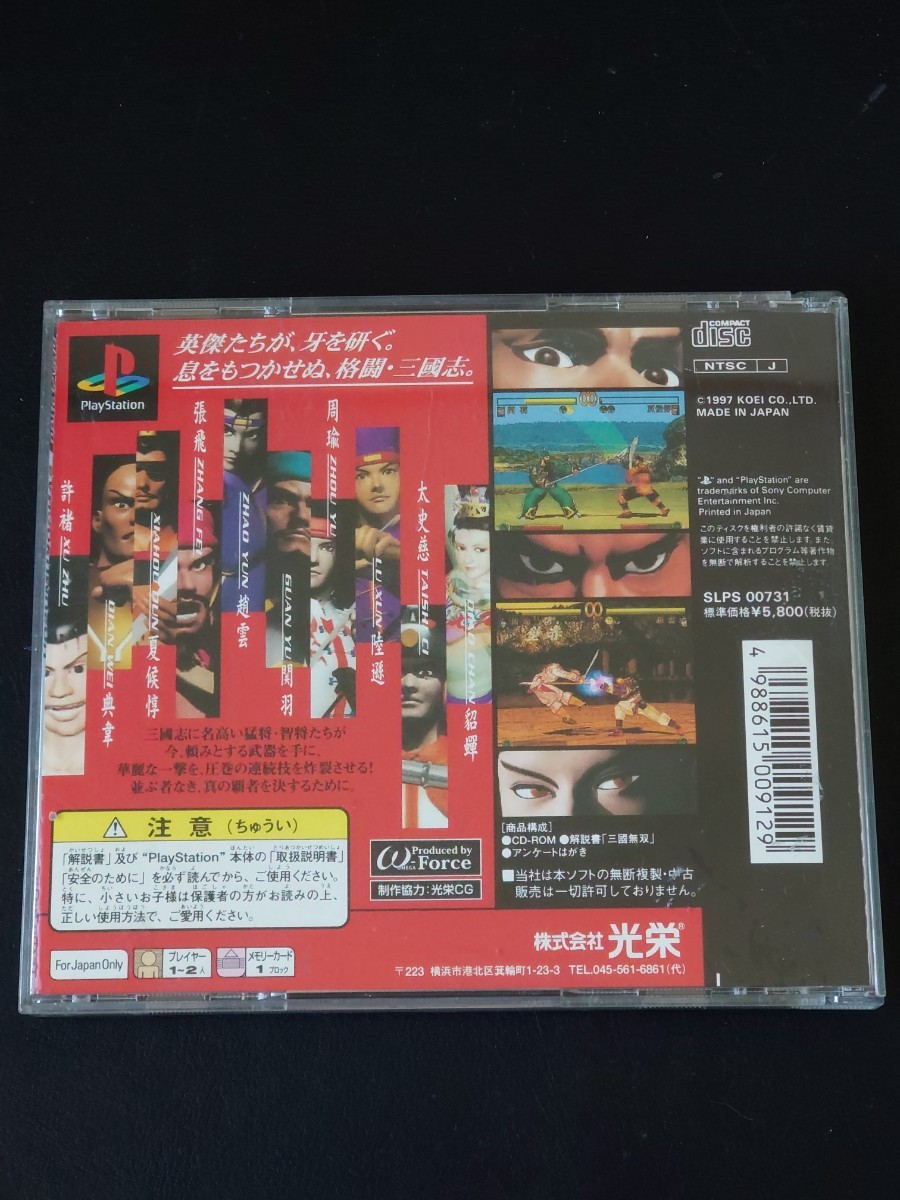 PlayStation
英傑たちが、牙を研ぐ。
息をもつかせぬ、格闘・三國志。
許褚 XU ZHU
DIAN WEI 典韋
XIAHOU DUN 夏候惇
張飛 ZHANG FEI
ZHAO YUN 趙雲
GUAN YU 関羽
周瑜 ZHOU YU
LU XUN 陸遜
太史慈 TAISHI CI
DIAO CHAN 貂蟬
三國志に名高い猛将・智将たちが
今、頼みとする武器を手に、
華麗な一撃を、圧巻の連続技を炸裂させる!
並ぶ者なき、真の覇者を決するために。
注意(ちゅうい)
「解説書」及び“PlayStation”本体の「取扱説明書」
「安全のために」を必ず読んでから、ご使用ください。
特に、小さいお子様は保護者の方がお読みの上、
正しい使用方法で、ご愛用ください。
Produced by
ω-Force
OMEGA
制作協力:光栄CG
For Japan Only
プレイヤー
1~2人
メモリーカード
1ブロック
株式会社 光栄®
〒223 横浜市港北区箕輪町1-23-3 TEL.045-561-6861(代)
COMPACT
disc
NTSC J
©1997 KOEI CO.,LTD.
MADE IN JAPAN
"PS" and "PlayStation" are
trademarks of Sony Computer
Entertainment Inc.
Printed in Japan
このディスクを権利者の許諾なく賃貸
業に使用することを禁止します。また、
ソフトに含まれるプログラム等著作物
を無断で解析することを禁止します。
SLPS 00731
標準価格¥5,800(税抜)
4 988615 009129
[商品構成]
●CD-ROM ●解説書「三國無双」
●アンケートはがき
■当社は本ソフトの無断複製・中古
販売は一切許可しておりません。